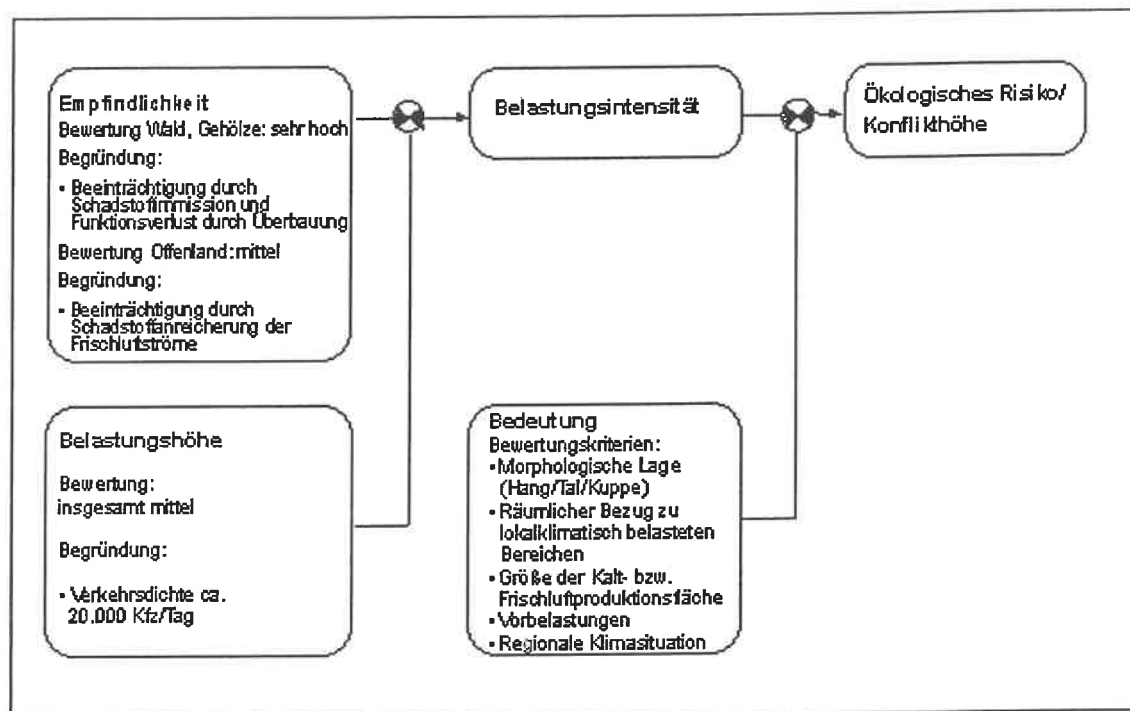 Empfindlichkeit
Bewertung Wald, Gehölze: sehr hoch
Begründung:
• Beeinträchtigung durch
Schadstoffimmission und
Funktionsverlust durch Überbauung
Bewertung Offenland: mittel
Begründung:
• Beeinträchtigung durch
Schadstoffanreicherung der
Frischluftströme
Belastungsintensität
Ökologisches Risiko/
Konflikthöhe
Belastungshöhe
Bewertung:
insgesamt mittel
Begründung:
• Verkehrsdichte ca.
20.000 Kfz/Tag
Bedeutung
Bewertungskriterien:
• Morphologische Lage
(Hang/Tal/Kuppe)
• Räumlicher Bezug zu
lokalklimatisch belasteten
Bereichen
• Größe der Kalt- bzw.
Frischluftproduktionsfäche
• Vorbelastungen
• Regionale Klimasituation